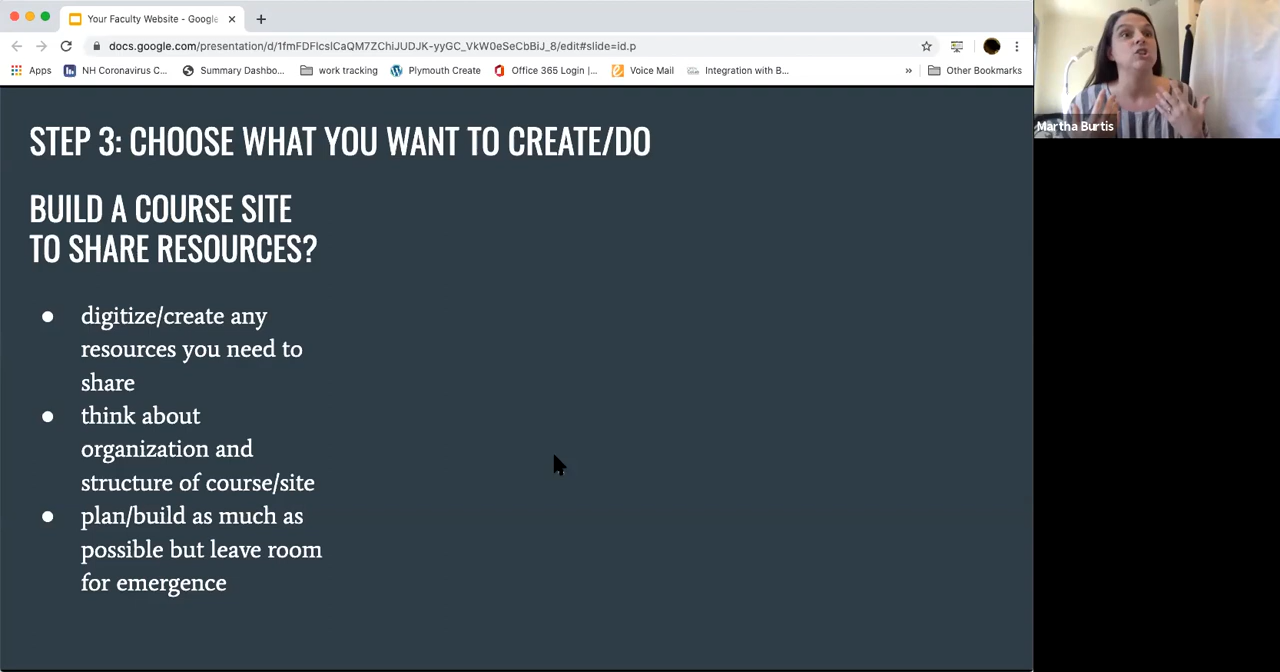 Your Faculty Website - Google
docs.google.com/presentation/d/1fmFDFlcslCaQM7ZChiJUDJK-yyGC_VkW0eSeCbBiJ_8/edit#slide=id.p
Apps NH Coronavirus C... Summary Dashbo... work tracking Plymouth Create Office 365 Login |... Voice Mail Integration with B... » Other Bookmarks
Martha Burtis
STEP 3: CHOOSE WHAT YOU WANT TO CREATE/DO
BUILD A COURSE SITE
TO SHARE RESOURCES?
● digitize/create any
resources you need to
share
● think about
organization and
structure of course/site
● plan/build as much as
possible but leave room
for emergence